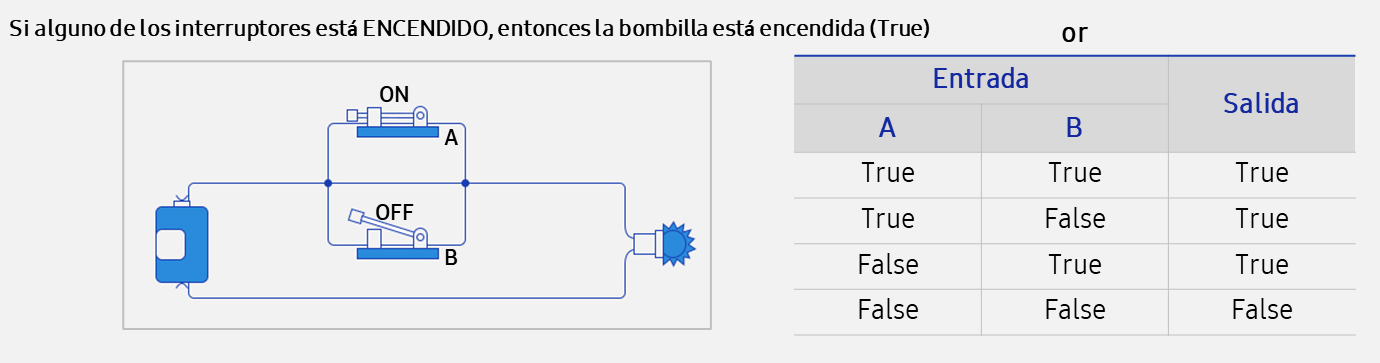 Si alguno de los interruptores está ENCENDIDO, entonces la bombilla está encendida (True)
ON
A
OFF
B
or
Entrada Salida
A B
True True True
True False True
False True True
False False False